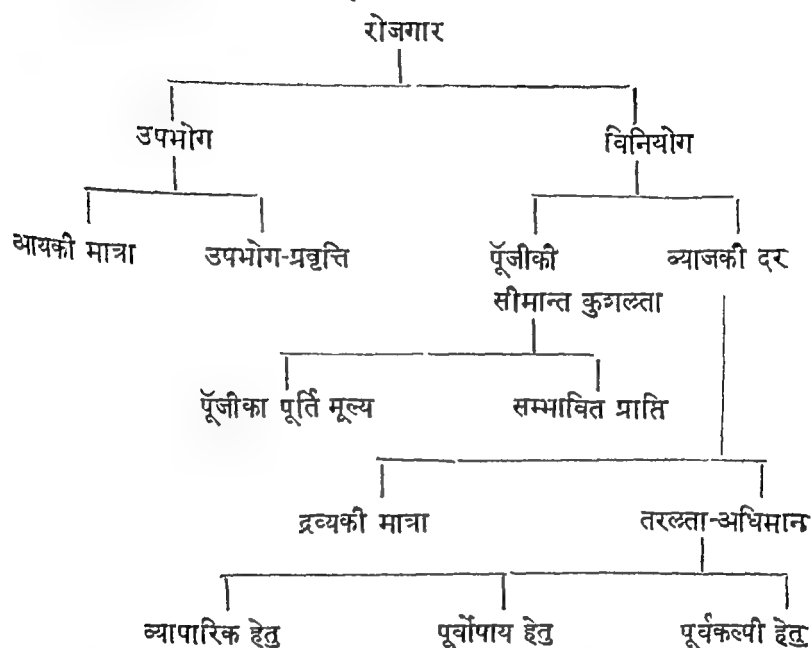 रोजगार
उपभोग विनियोग
आयकी मात्रा उपभोग-प्रवृत्ति पूँजीकी ब्याजकी दर
सीमान्त कुशलता
पूँजीका पूर्ति मूल्य सम्भावित प्राप्ति
द्रव्यकी मात्रा तरलता-अधिमान
व्यापारिक हेतु पूर्वोपाय हेतु पूर्वकल्पी हेतु